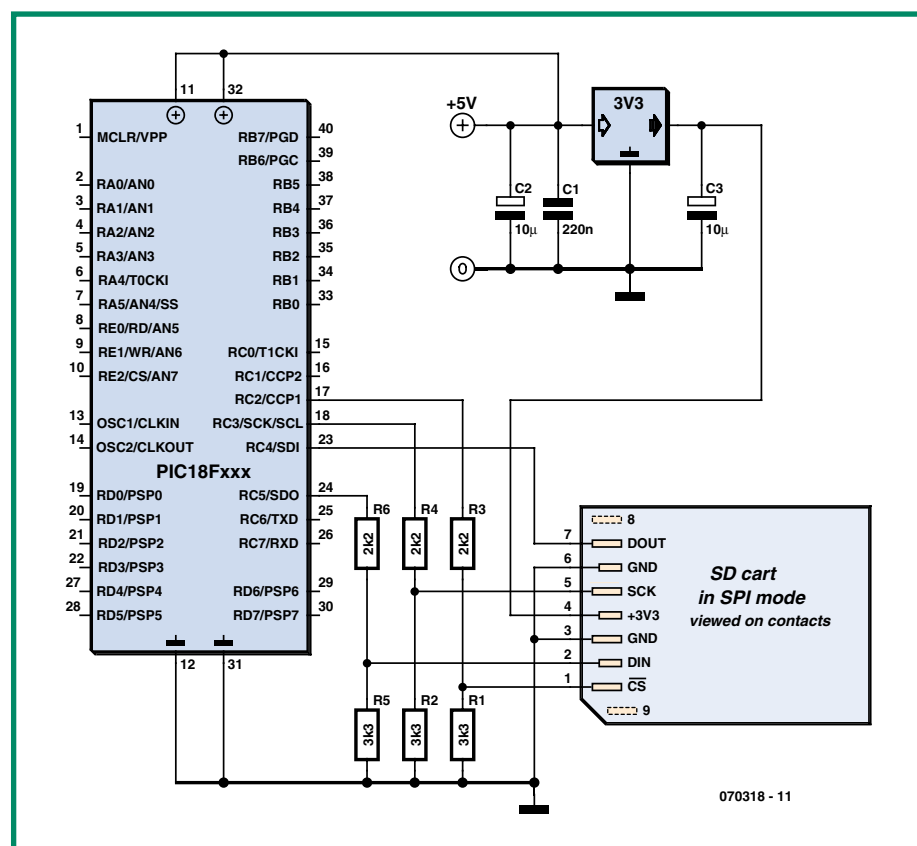 11
32
1
MCLR/VPP
RB7/PGD
40
RB6/PGC
39
2
RA0/AN0
RB5
38
3
RA1/AN1
RB4
37
4
RA2/AN2
RB3
36
5
RA3/AN3
RB2
35
6
RA4/T0CKI
RB1
34
7
RA5/AN4/SS
RB0
33
8
RE0/RD/AN5
9
RE1/WR/AN6
RC0/T1CKI
15
10
RE2/CS/AN7
RC1/CCP2
16
RC2/CCP1
17
13
OSC1/CLKIN
RC3/SCK/SCL
18
14
OSC2/CLKOUT
RC4/SDI
23
PIC18Fxxx
19
RD0/PSP0
RC5/SDO
24
20
RD1/PSP1
RC6/TXD
25
21
RD2/PSP2
RC7/RXD
26
22
RD3/PSP3
27
RD4/PSP4
RD6/PSP6
29
28
RD5/PSP5
RD7/PSP7
30
12
31
+5V
3V3
C2
10μ
C1
220n
C3
10μ
0
R6
2k2
R4
2k2
R3
2k2
R5
3k3
R2
3k3
R1
3k3
8
7
DOUT
6
GND
5
SCK
4
+3V3
3
GND
2
DIN
1
CS
9
SD cart
in SPI mode
viewed on contacts
070318 - 11